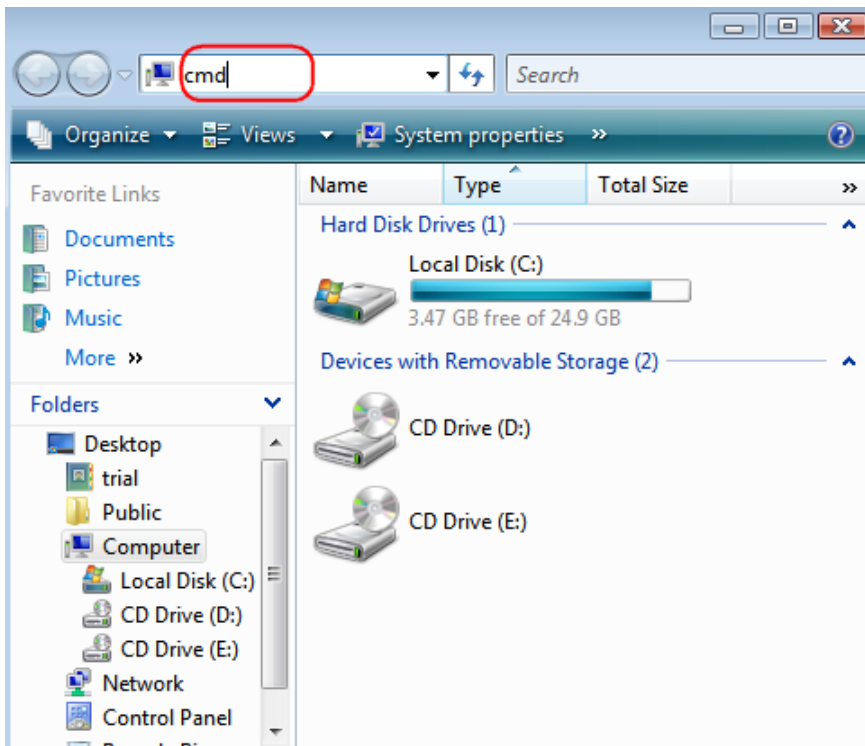 cmd
Search
Organize Views System properties »
Favorite Links
Documents
Pictures
Music
More »
Folders
Desktop
trial
Public
Computer
Local Disk (C:)
CD Drive (D:)
CD Drive (E:)
Network
Control Panel
Name Type Total Size »
Hard Disk Drives (1)
Local Disk (C:)
3.47 GB free of 24.9 GB
Devices with Removable Storage (2)
CD Drive (D:)
CD Drive (E:)